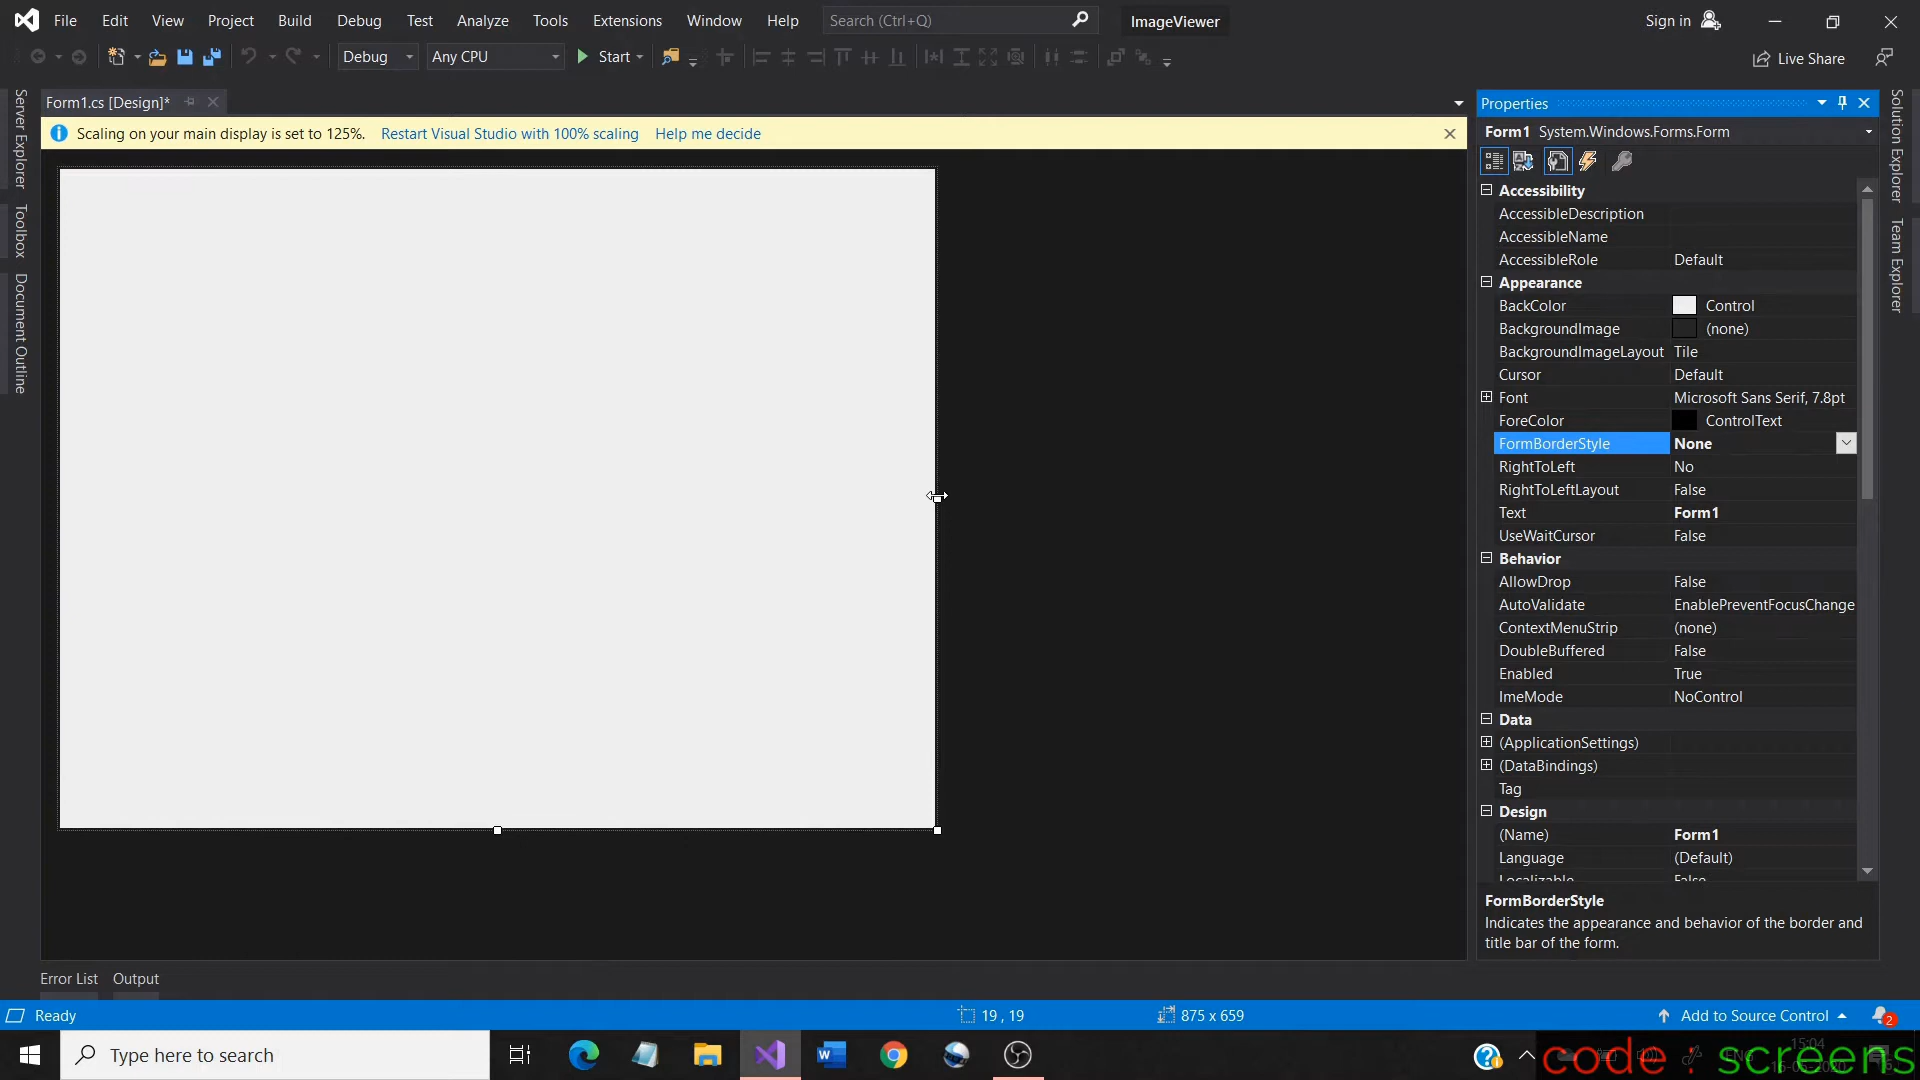 File Edit View Project Build Debug Test Analyze Tools Extensions Window Help Search (Ctrl+Q) ImageViewer Sign in
Debug Any CPU Start Live Share
Server Explorer
Toolbox
Document Outline
Form1.cs [Design]*
Scaling on your main display is set to 125%. Restart Visual Studio with 100% scaling Help me decide
Properties
Form1 System.Windows.Forms.Form
Accessibility
AccessibleDescription
AccessibleName
AccessibleRole Default
Appearance
BackColor Control
BackgroundImage (none)
BackgroundImageLayout Tile
Cursor Default
Font Microsoft Sans Serif, 7.8pt
ForeColor ControlText
FormBorderStyle None
RightToLeft No
RightToLeftLayout False
Text Form1
UseWaitCursor False
Behavior
AllowDrop False
AutoValidate EnablePreventFocusChange
ContextMenuStrip (none)
DoubleBuffered False
Enabled True
ImeMode NoControl
Data
(ApplicationSettings)
(DataBindings)
Tag
Design
(Name) Form1
Language (Default)
Localizable False
FormBorderStyle
Indicates the appearance and behavior of the border and
title bar of the form.
Solution Explorer
Team Explorer
Error List Output
Ready 19 , 19 875 x 659 Add to Source Control 2
Type here to search
15:04
code : screens